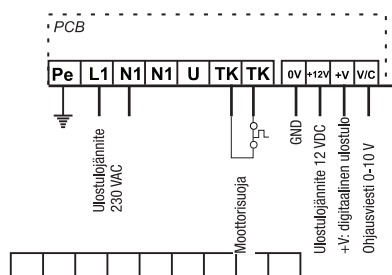 PCB
Pe L1 N1 N1 U TK TK 0V +12V +V V/C
Ulostulojännite
230 VAC
Moottorisuoja
GND
Ulostulojännite 12 VDC
+V: digitaalinen ulostulo
Ohjausviesti 0-10 V